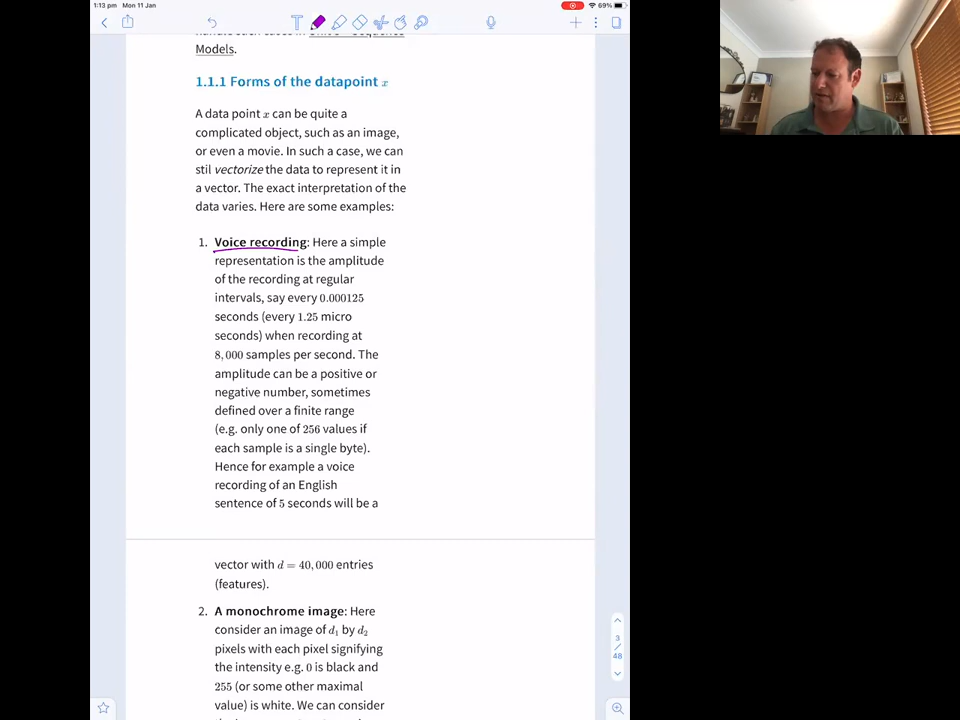 1:13 pm Mon 11 Jan
69%
Models.
1.1.1 Forms of the datapoint x
A data point x can be quite a
complicated object, such as an image,
or even a movie. In such a case, we can
stil vectorize the data to represent it in
a vector. The exact interpretation of the
data varies. Here are some examples:
1. Voice recording: Here a simple
representation is the amplitude
of the recording at regular
intervals, say every 0.000125
seconds (every 1.25 micro
seconds) when recording at
8,000 samples per second. The
amplitude can be a positive or
negative number, sometimes
defined over a finite range
(e.g. only one of 256 values if
each sample is a single byte).
Hence for example a voice
recording of an English
sentence of 5 seconds will be a
vector with d = 40,000 entries
(features).
2. A monochrome image: Here
consider an image of d₁ by d₂
pixels with each pixel signifying
the intensity e.g. 0 is black and
255 (or some other maximal
value) is white. We can consider
3
/
48